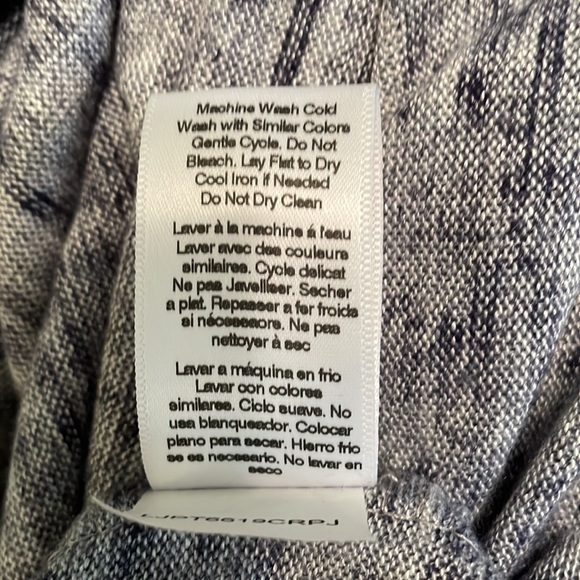 Machine Wash Cold
Wash with Similar Colors
Gentle Cycle. Do Not
Bleach. Lay Flat to Dry
Cool Iron if Needed
Do Not Dry Clean
Laver à la machine á l'eau
Laver avec des couleurs
similaires. Cycle delicat
Ne pas Javelliser. Secher
a plat. Repasser a fer froide
si nécessaore. Ne pas
nettoyer à sec
Lavar a máquina en frio
Lavar con colores
similares. Ciclo suave. No
usa blanqueador. Colocar
plano para secar. Hierro frio
se es necesario. No lavar en
seco